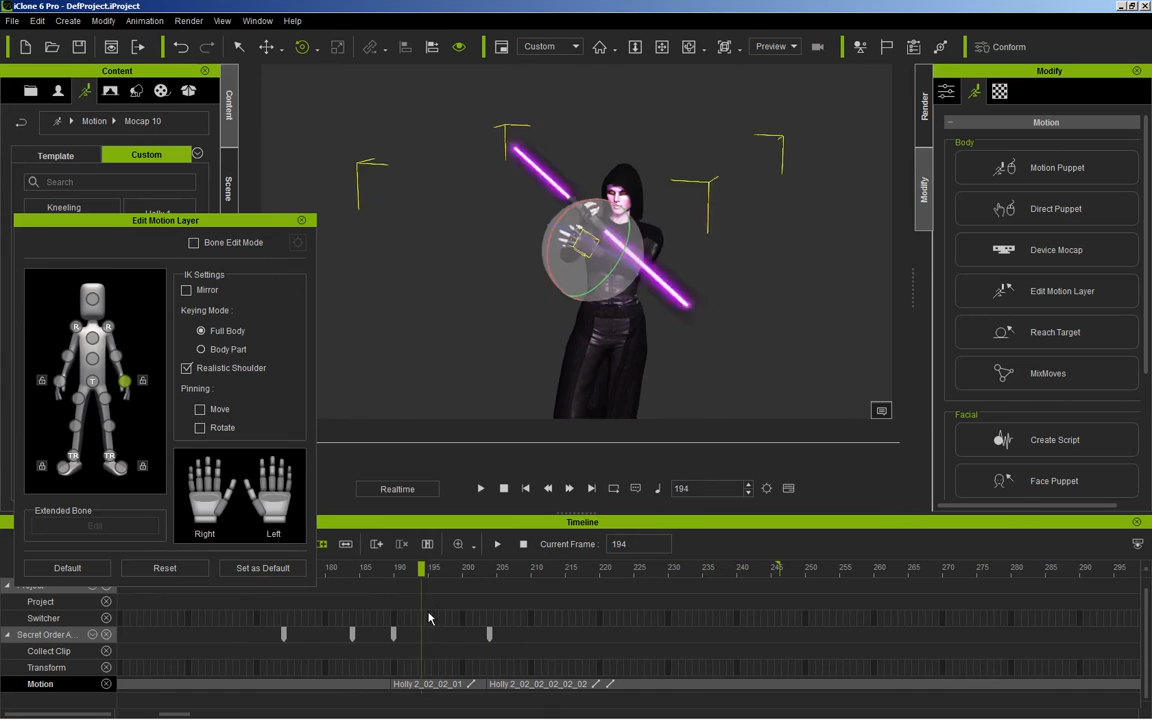 iClone 6 Pro - DefProject.iProject
File Edit Create Modify Animation Render View Window Help
Custom Preview Conform
Content
Motion Mocap 10
Template Custom
Search
Kneeling
Content
Scene
Edit Motion Layer
Bone Edit Mode
IK Settings
Mirror
Keying Mode :
Full Body
Body Part
Realistic Shoulder
Pinning :
Move
Rotate
R R
T
TR TR
Right Left
Extended Bone
Edit
Default Reset Set as Default
Render
Modify
Modify
Motion
Body
Motion Puppet
Direct Puppet
Device Mocap
Edit Motion Layer
Reach Target
MixMoves
Facial
Create Script
Face Puppet
Realtime 194
Timeline
Current Frame : 194
180 185 190 195 200 205 210 215 220 225 230 235 240 245 250 255 260 265 270 275 280 285 290 295
Project
Switcher
Secret Order A...
Collect Clip
Transform
Motion Holly 2_02_02_01 Holly 2_02_02_02_02_02